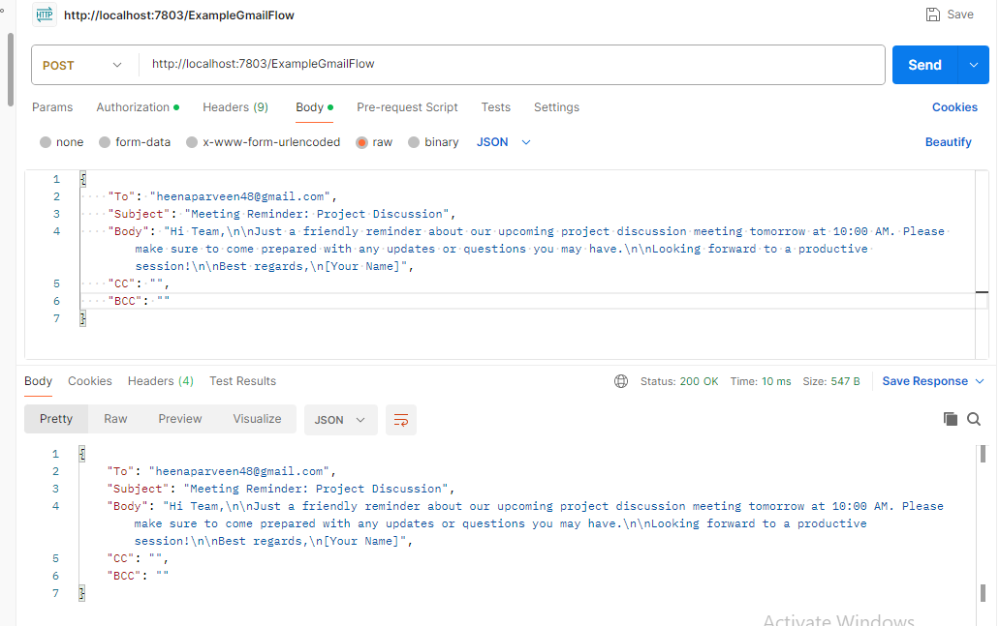 HTTP http://localhost:7803/ExampleGmailFlow Save
POST http://localhost:7803/ExampleGmailFlow Send
Params Authorization Headers (9) Body Pre-request Script Tests Settings Cookies
none form-data x-www-form-urlencoded raw binary JSON Beautify
1 {
2 "To": "heenaparveen48@gmail.com",
3 "Subject": "Meeting Reminder: Project Discussion",
4 "Body": "Hi Team,\n\nJust a friendly reminder about our upcoming project discussion meeting tomorrow at 10:00 AM. Please
make sure to come prepared with any updates or questions you may have.\n\nLooking forward to a productive
session!\n\nBest regards,\n[Your Name]",
5 "CC": "",
6 "BCC": ""
7 }
Body Cookies Headers (4) Test Results Status: 200 OK Time: 10 ms Size: 547 B Save Response
Pretty Raw Preview Visualize JSON
1 {
2 "To": "heenaparveen48@gmail.com",
3 "Subject": "Meeting Reminder: Project Discussion",
4 "Body": "Hi Team,\n\nJust a friendly reminder about our upcoming project discussion meeting tomorrow at 10:00 AM. Please
make sure to come prepared with any updates or questions you may have.\n\nLooking forward to a productive
session!\n\nBest regards,\n[Your Name]",
5 "CC": "",
6 "BCC": ""
7 }
Activate Windows